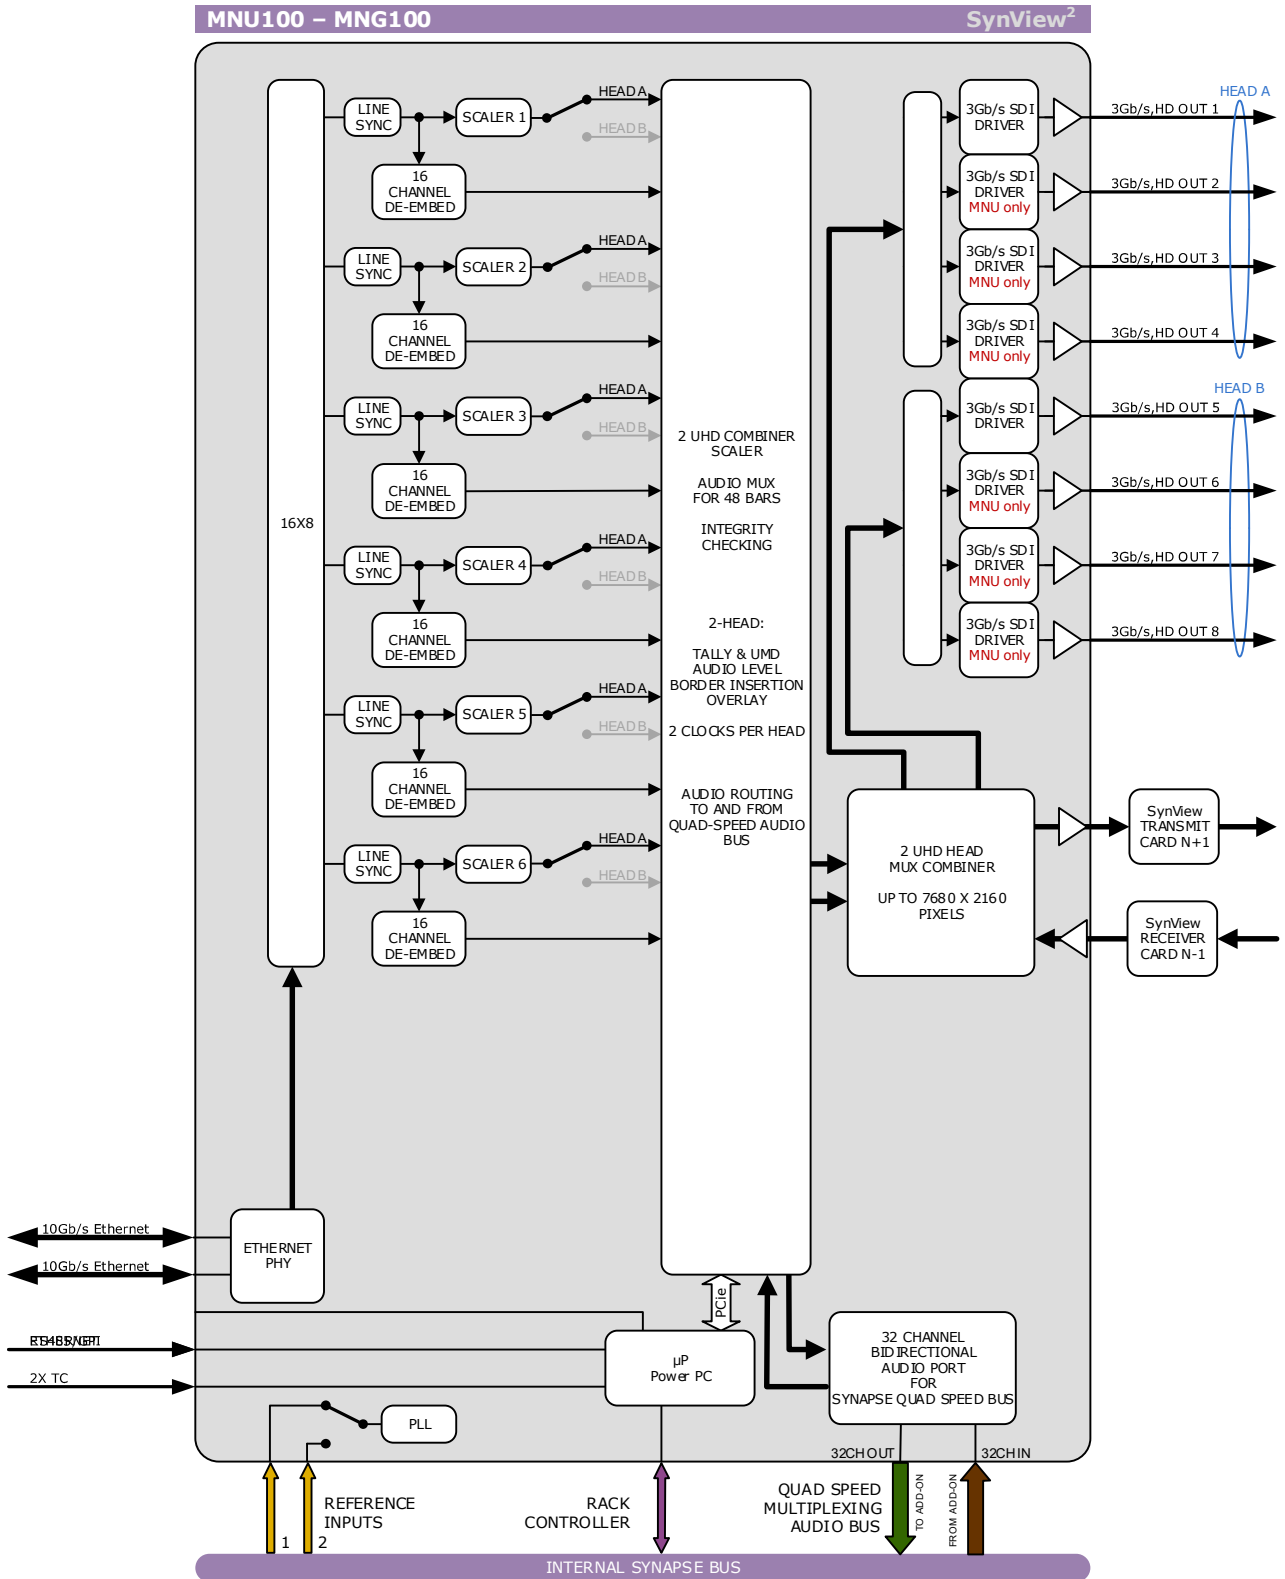 MNU100 – MNG100
SynView2
LINE
SYNC
SCALER 1
HEAD A
HEAD B
16
CHANNEL
DE-EMBED
LINE
SYNC
SCALER 2
HEAD A
HEAD B
16
CHANNEL
DE-EMBED
LINE
SYNC
SCALER 3
HEAD A
HEAD B
16
CHANNEL
DE-EMBED
16X8
LINE
SYNC
SCALER 4
HEAD A
HEAD B
16
CHANNEL
DE-EMBED
LINE
SYNC
SCALER 5
HEAD A
HEAD B
16
CHANNEL
DE-EMBED
LINE
SYNC
SCALER 6
HEAD A
HEAD B
16
CHANNEL
DE-EMBED
2 UHD COMBINER
SCALER
AUDIO MUX
FOR 48 BARS
INTEGRITY
CHECKING
2-HEAD:
TALLY & UMD
AUDIO LEVEL
BORDER INSERTION
OVERLAY
2 CLOCKS PER HEAD
AUDIO ROUTING
TO AND FROM
QUAD-SPEED AUDIO
BUS
HEAD A
3Gb/s SDI
DRIVER
3Gb/s,HD OUT 1
3Gb/s SDI
DRIVER
MNU only
3Gb/s,HD OUT 2
3Gb/s SDI
DRIVER
MNU only
3Gb/s,HD OUT 3
3Gb/s SDI
DRIVER
MNU only
3Gb/s,HD OUT 4
HEAD B
3Gb/s SDI
DRIVER
3Gb/s,HD OUT 5
3Gb/s SDI
DRIVER
MNU only
3Gb/s,HD OUT 6
3Gb/s SDI
DRIVER
MNU only
3Gb/s,HD OUT 7
3Gb/s SDI
DRIVER
MNU only
3Gb/s,HD OUT 8
2 UHD HEAD
MUX COMBINER
UP TO 7680 X 2160
PIXELS
SynView
TRANSMIT
CARD N+1
SynView
RECEIVER
CARD N-1
10Gb/s Ethernet
10Gb/s Ethernet
ETHERNET
PHY
PCie
2X TC
µP
Power PC
32 CHANNEL
BIDIRECTIONAL
AUDIO PORT
FOR
SYNAPSE QUAD SPEED BUS
PLL
32CH OUT
32CH IN
REFERENCE
INPUTS
1
2
RACK
CONTROLLER
QUAD SPEED
MULTIPLEXING
AUDIO BUS
TO ADD-ON
FROM ADD-ON
INTERNAL SYNAPSE BUS